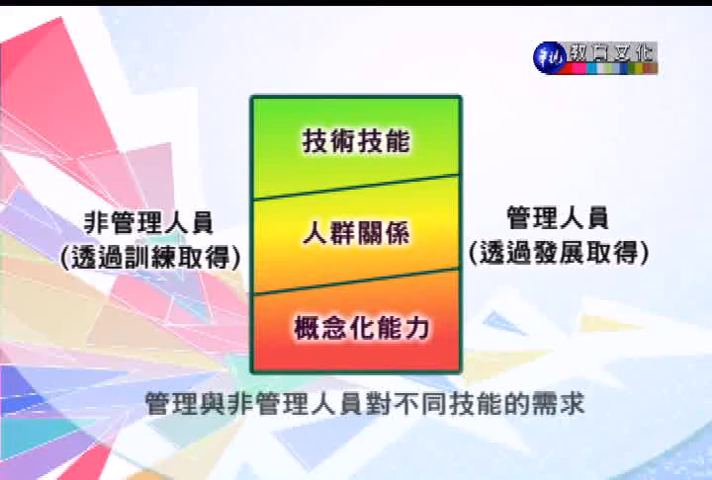 華視 教育文化
技術技能
非管理人員
(透過訓練取得)
人群關係
管理人員
(透過發展取得)
概念化能力
管理與非管理人員對不同技能的需求